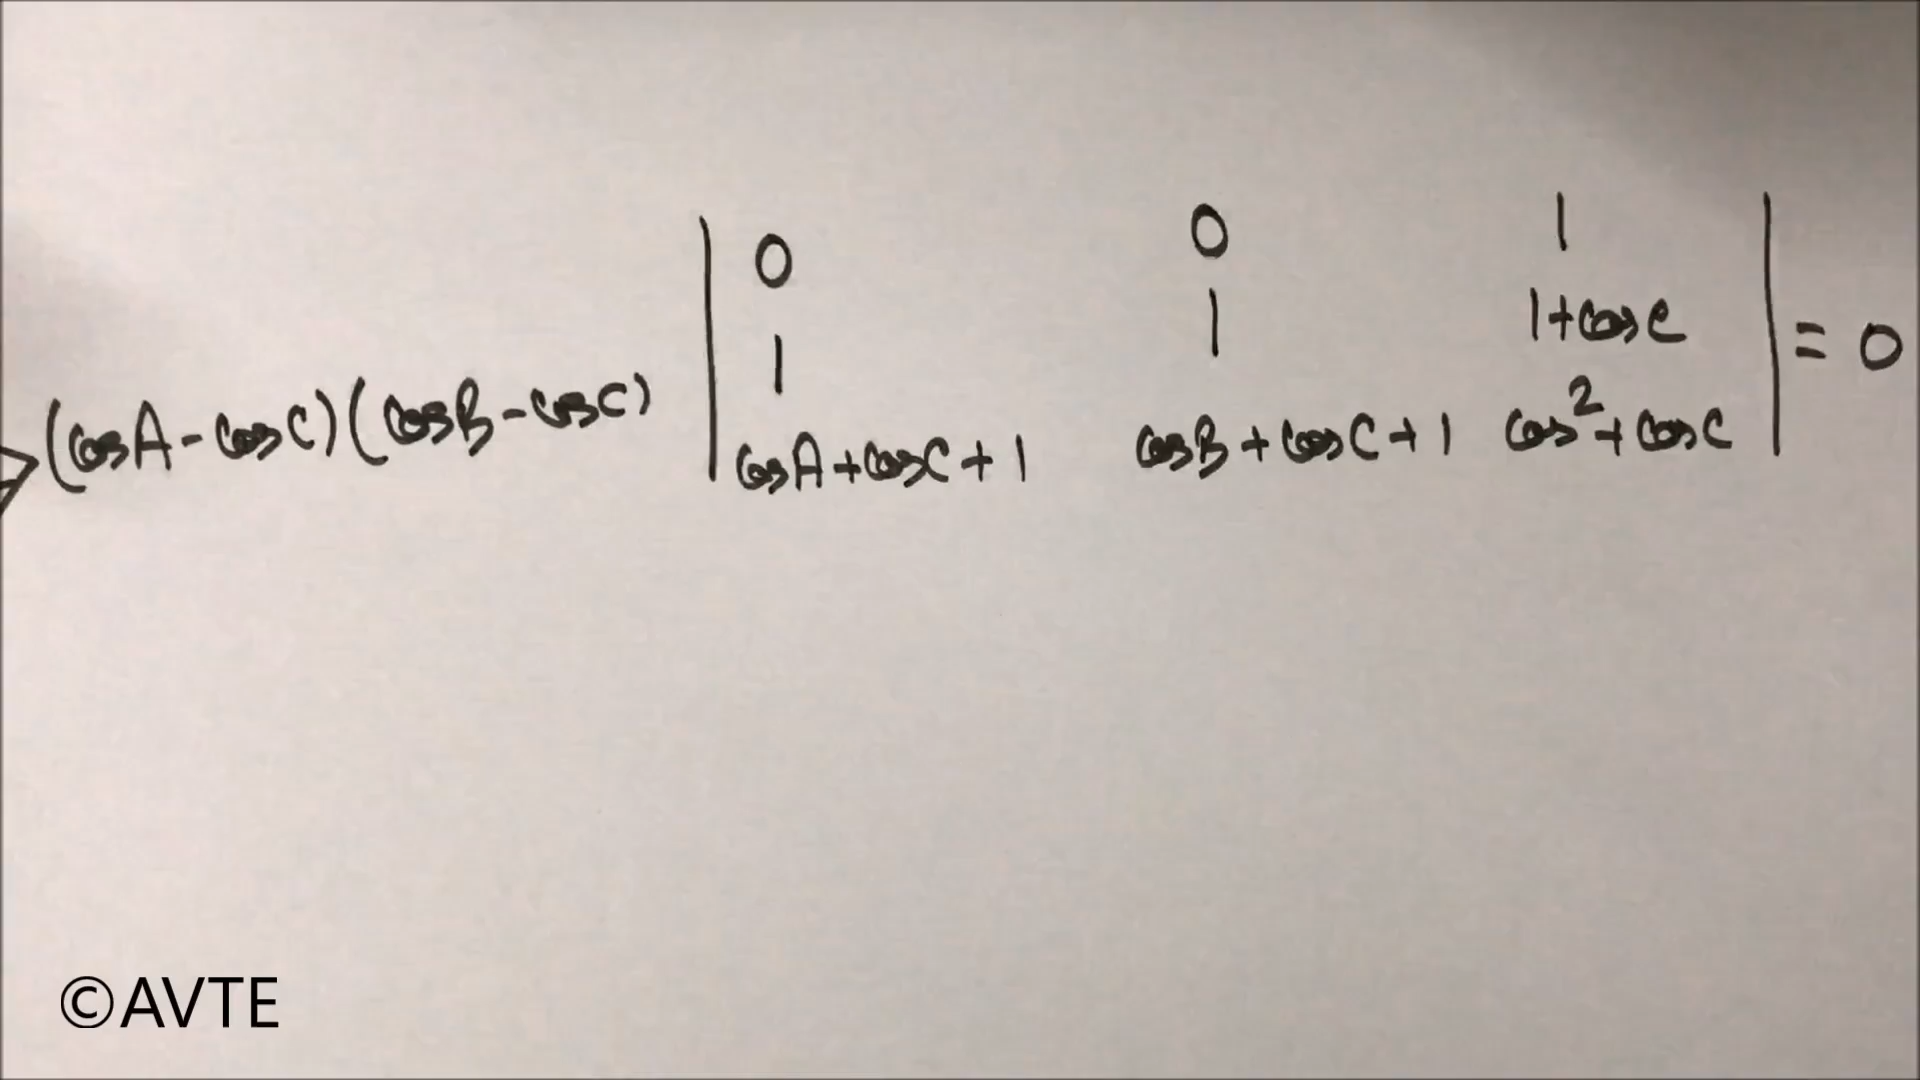 0 0 1
1 1 1+cosC
⇒ (cosA-cosC)(cosB-cosC) | cosA+cosC+1 cosB+cosC+1 cos²+cosC | = 0
©AVTE